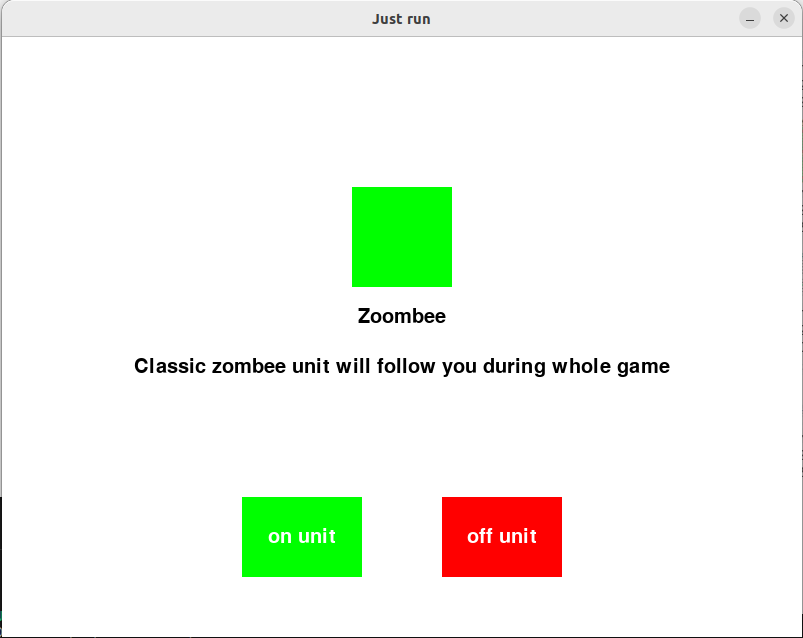 Just run
Zoombee
Classic zombee unit will follow you during whole game
on unit
off unit